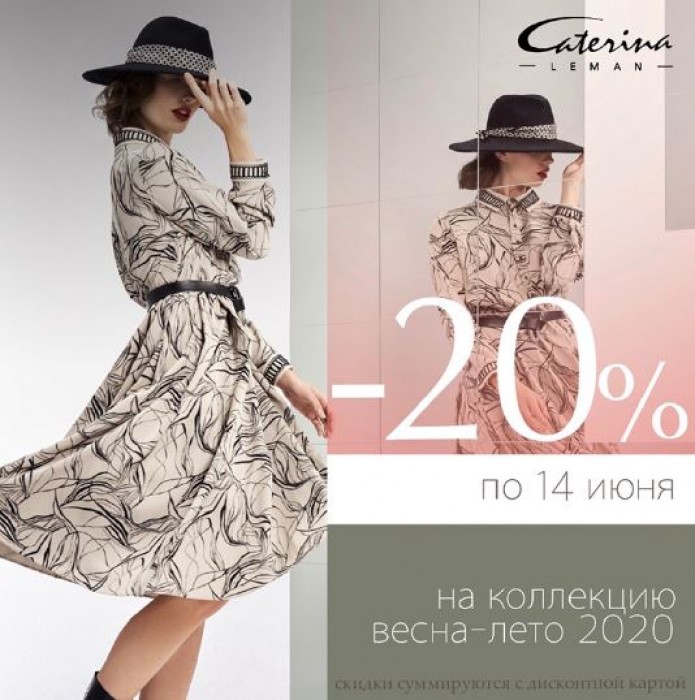 Caterina
LEMAN
-20%
по 14 июня
на коллекцию
весна-лето 2020
скидки суммируются с дисконтной картой